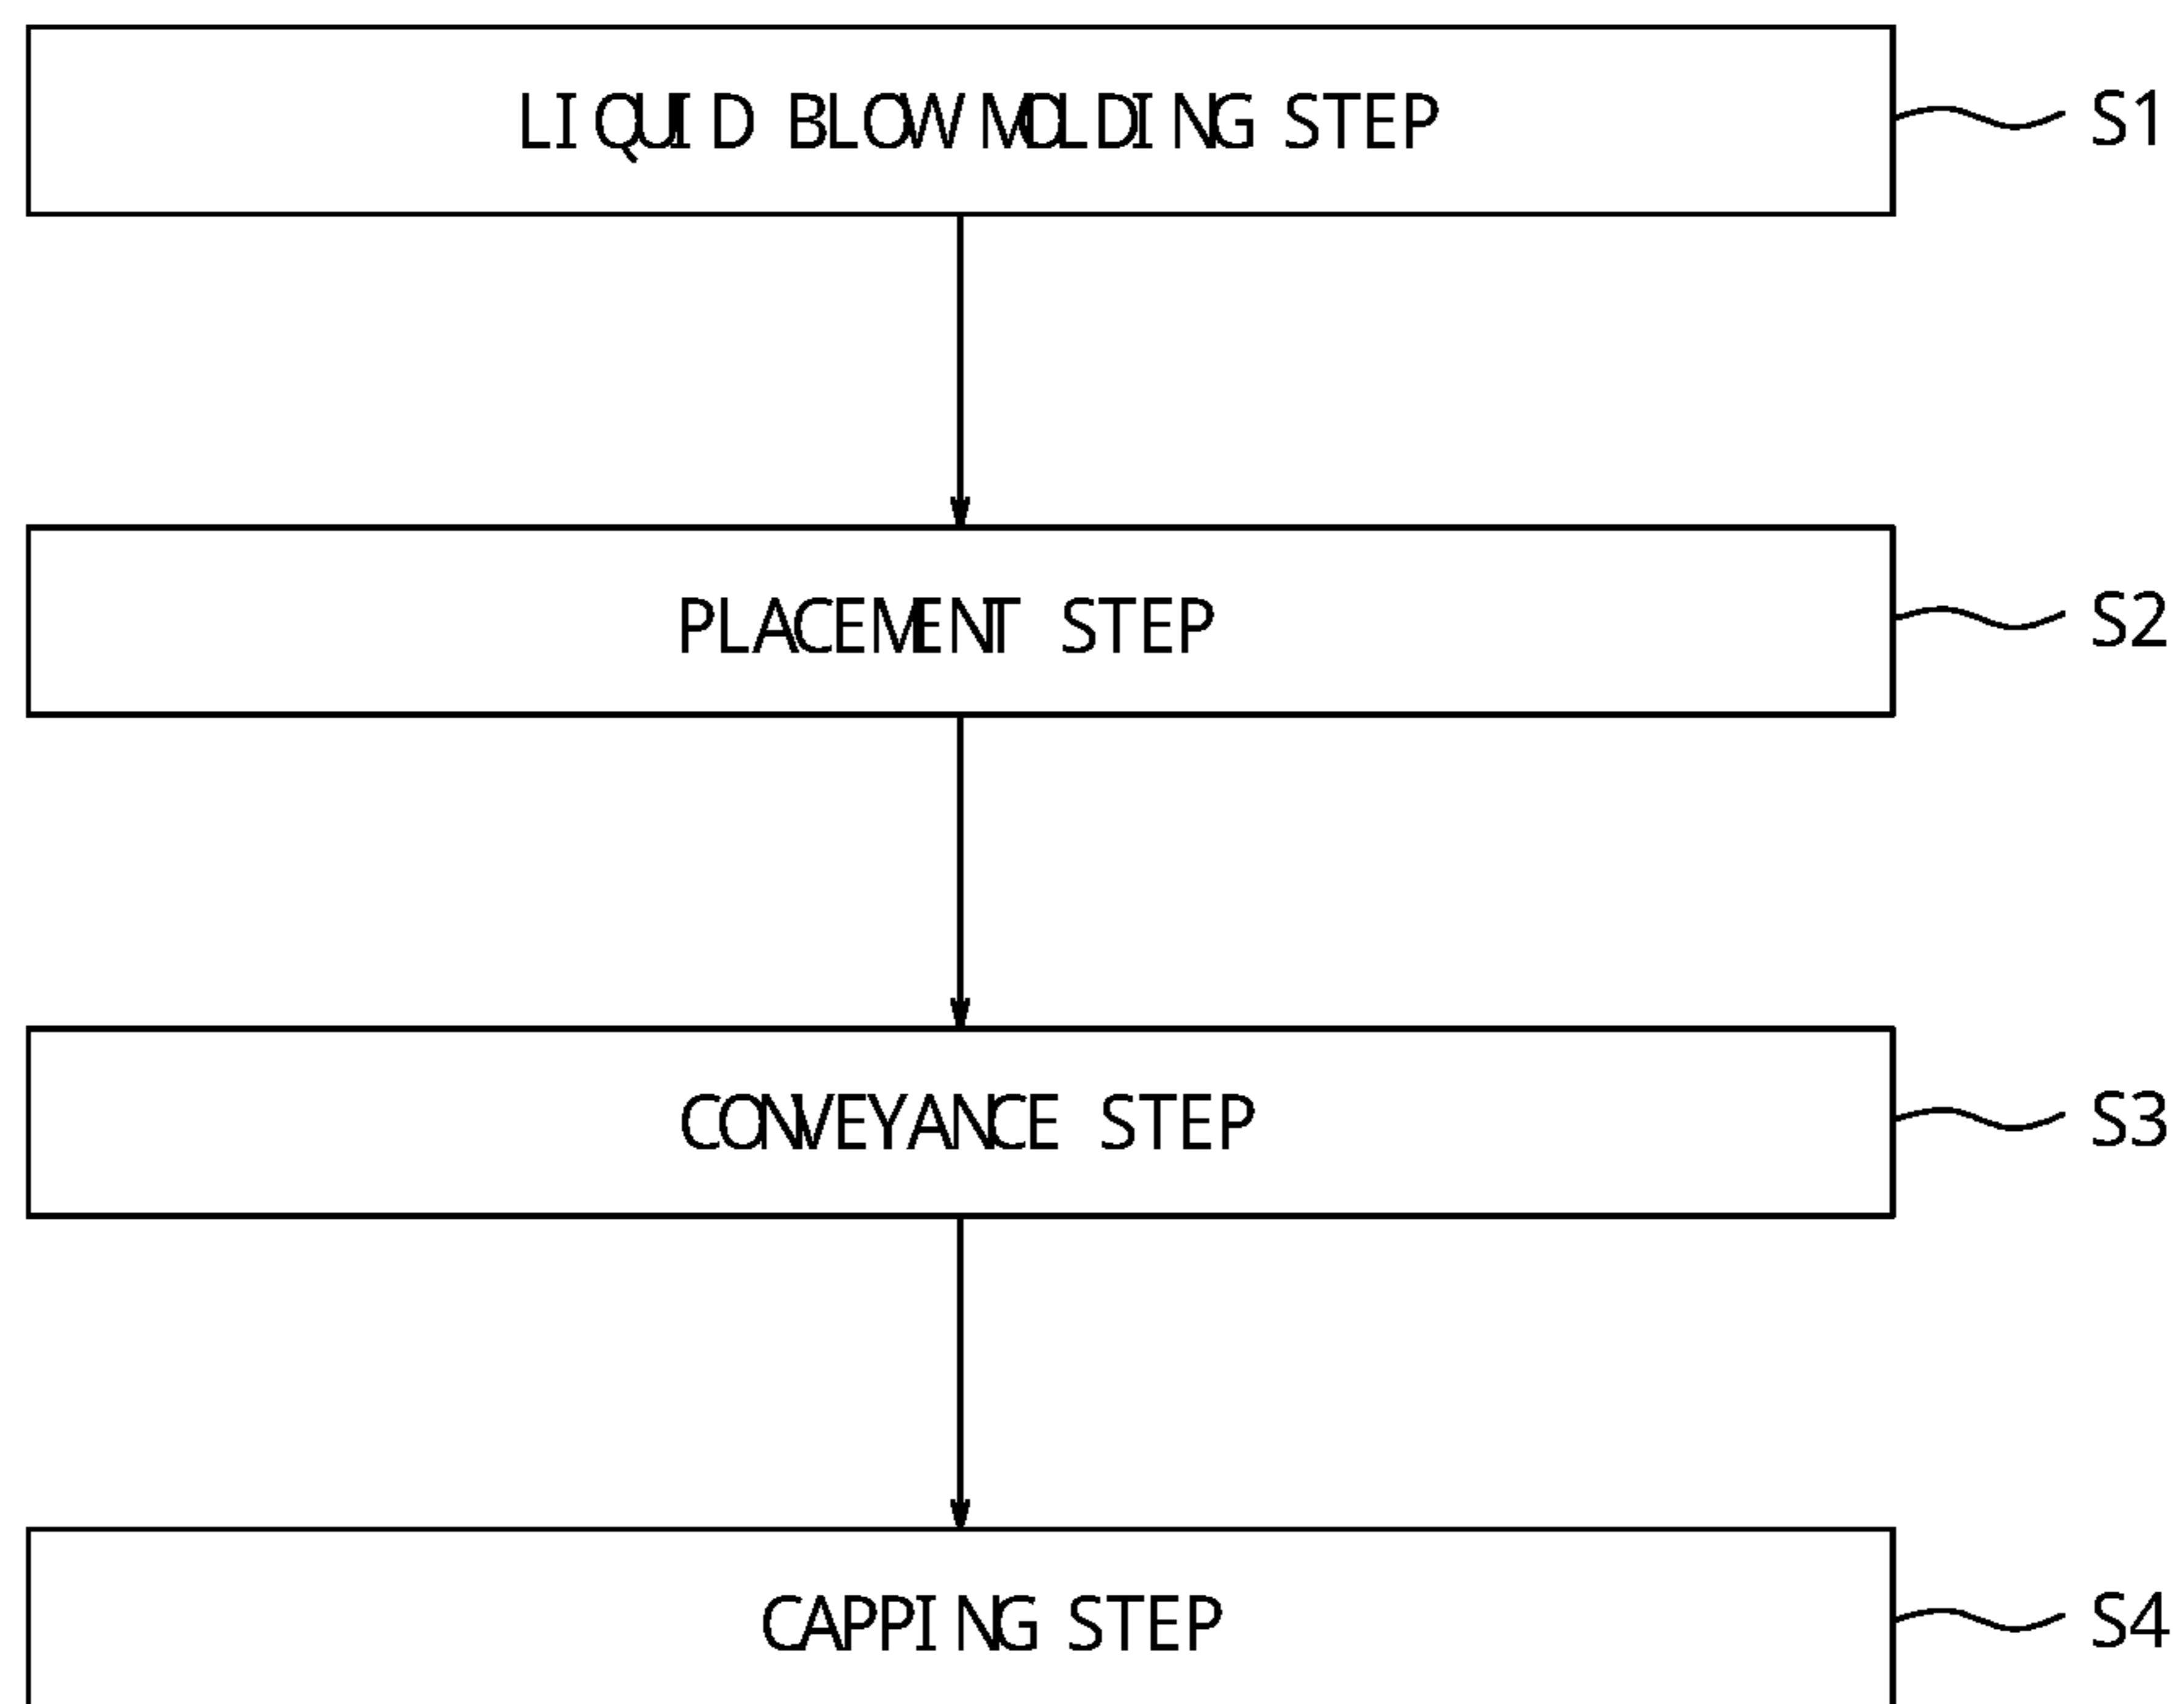 LIQUID BLOW MOLDING STEP S1
PLACEMENT STEP S2
CONVEYANCE STEP S3
CAPPING STEP S4